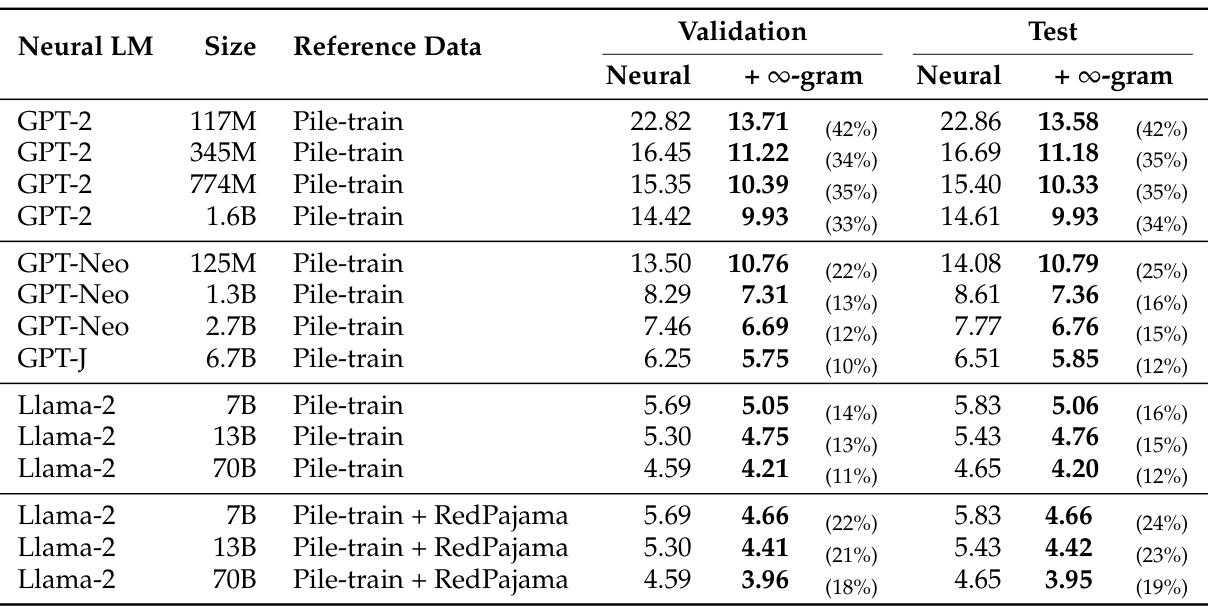 Neural LM Size Reference Data Validation Test
Neural + ∞-gram Neural + ∞-gram
GPT-2 117M Pile-train 22.82 13.71 (42%) 22.86 13.58 (42%)
GPT-2 345M Pile-train 16.45 11.22 (34%) 16.69 11.18 (35%)
GPT-2 774M Pile-train 15.35 10.39 (35%) 15.40 10.33 (35%)
GPT-2 1.6B Pile-train 14.42 9.93 (33%) 14.61 9.93 (34%)
GPT-Neo 125M Pile-train 13.50 10.76 (22%) 14.08 10.79 (25%)
GPT-Neo 1.3B Pile-train 8.29 7.31 (13%) 8.61 7.36 (16%)
GPT-Neo 2.7B Pile-train 7.46 6.69 (12%) 7.77 6.76 (15%)
GPT-J 6.7B Pile-train 6.25 5.75 (10%) 6.51 5.85 (12%)
Llama-2 7B Pile-train 5.69 5.05 (14%) 5.83 5.06 (16%)
Llama-2 13B Pile-train 5.30 4.75 (13%) 5.43 4.76 (15%)
Llama-2 70B Pile-train 4.59 4.21 (11%) 4.65 4.20 (12%)
Llama-2 7B Pile-train + RedPajama 5.69 4.66 (22%) 5.83 4.66 (24%)
Llama-2 13B Pile-train + RedPajama 5.30 4.41 (21%) 5.43 4.42 (23%)
Llama-2 70B Pile-train + RedPajama 4.59 3.96 (18%) 4.65 3.95 (19%)